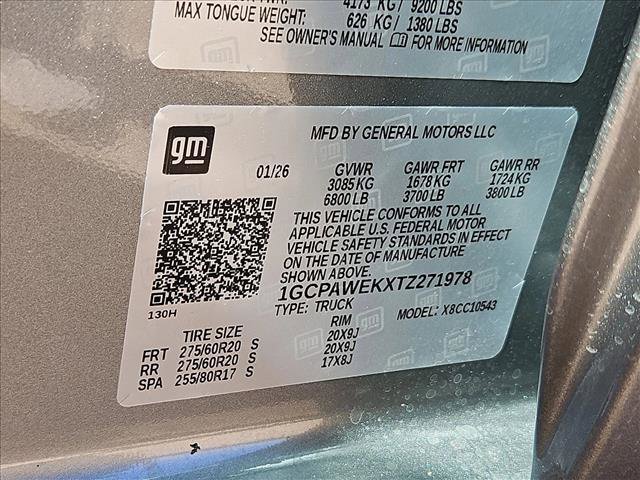 4173 KG / 9200 LBS
MAX TONGUE WEIGHT: 626 KG / 1380 LBS
SEE OWNER'S MANUAL FOR MORE INFORMATION
gm
MFD BY GENERAL MOTORS LLC
01/26 GVWR GAWR FRT GAWR RR
3085 KG 1678 KG 1724 KG
6800 LB 3700 LB 3800 LB
THIS VEHICLE CONFORMS TO ALL
APPLICABLE U.S. FEDERAL MOTOR
VEHICLE SAFETY STANDARDS IN EFFECT
ON THE DATE OF MANUFACTURE
SHOWN ABOVE.
1GCPAWEKXTZ271978
130H TYPE: TRUCK MODEL: X8CC10543
TIRE SIZE RIM
FRT 275/60R20 S 20X9J
RR 275/60R20 S 20X9J
SPA 255/80R17 S 17X8J